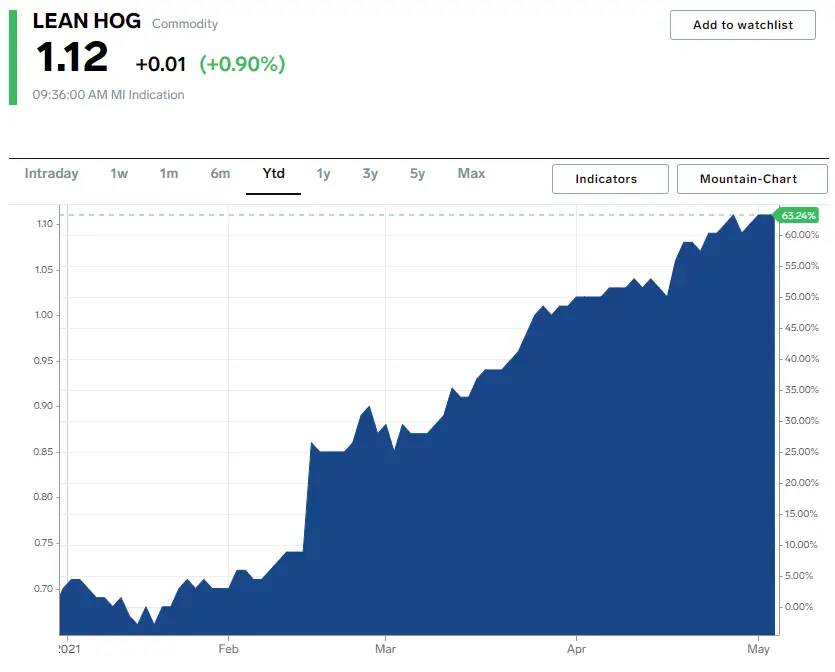 LEAN HOG Commodity
1.12 +0.01 (+0.90%)
09:36:00 AM MI Indication
Add to watchlist
Intraday 1w 1m 6m Ytd 1y 3y 5y Max
Indicators
Mountain-Chart
1.10
1.05
1.00
0.95
0.90
0.85
0.80
0.75
0.70
63.24%
60.00%
55.00%
50.00%
45.00%
40.00%
35.00%
30.00%
25.00%
20.00%
15.00%
10.00%
5.00%
0.00%
2021 Feb Mar Apr May